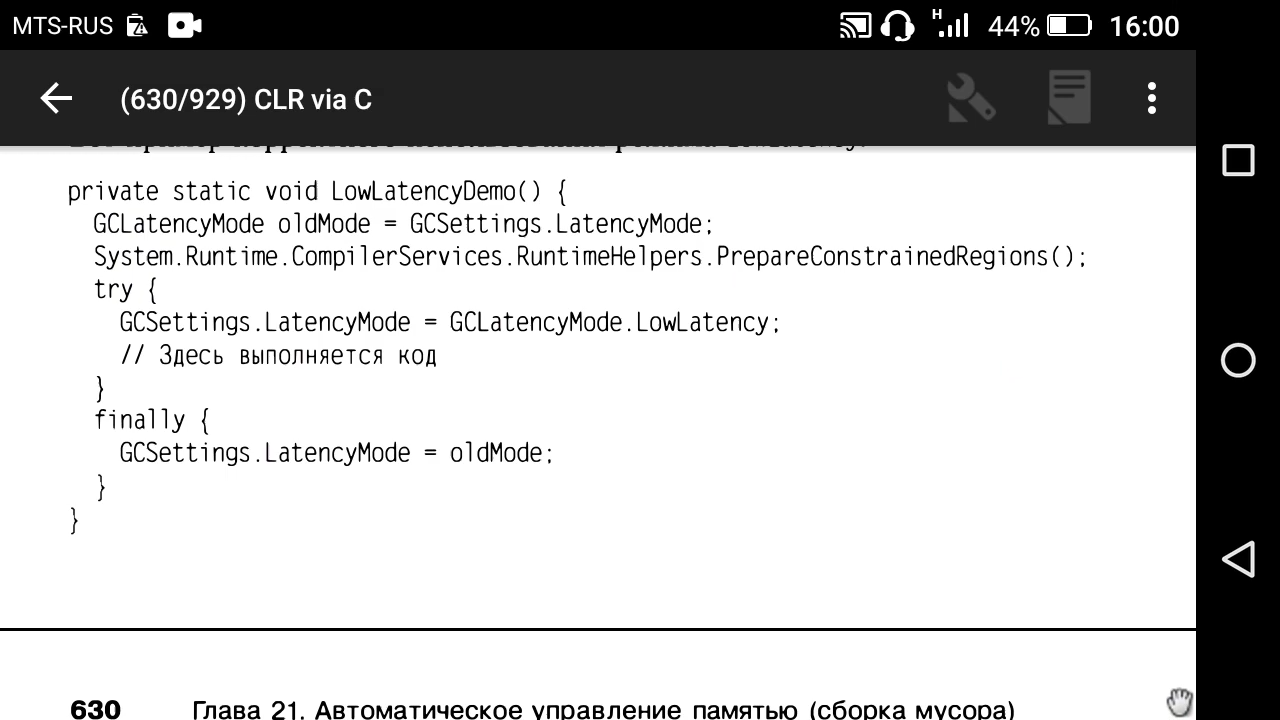 MTS-RUS H 44% 16:00
(630/929) CLR via C
private static void LowLatencyDemo() {
GCLatencyMode oldMode = GCSettings.LatencyMode;
System.Runtime.CompilerServices.RuntimeHelpers.PrepareConstrainedRegions();
try {
GCSettings.LatencyMode = GCLatencyMode.LowLatency;
// Здесь выполняется код
}
finally {
GCSettings.LatencyMode = oldMode;
}
}
630 Глава 21. Автоматическое управление памятью (сборка мусора)